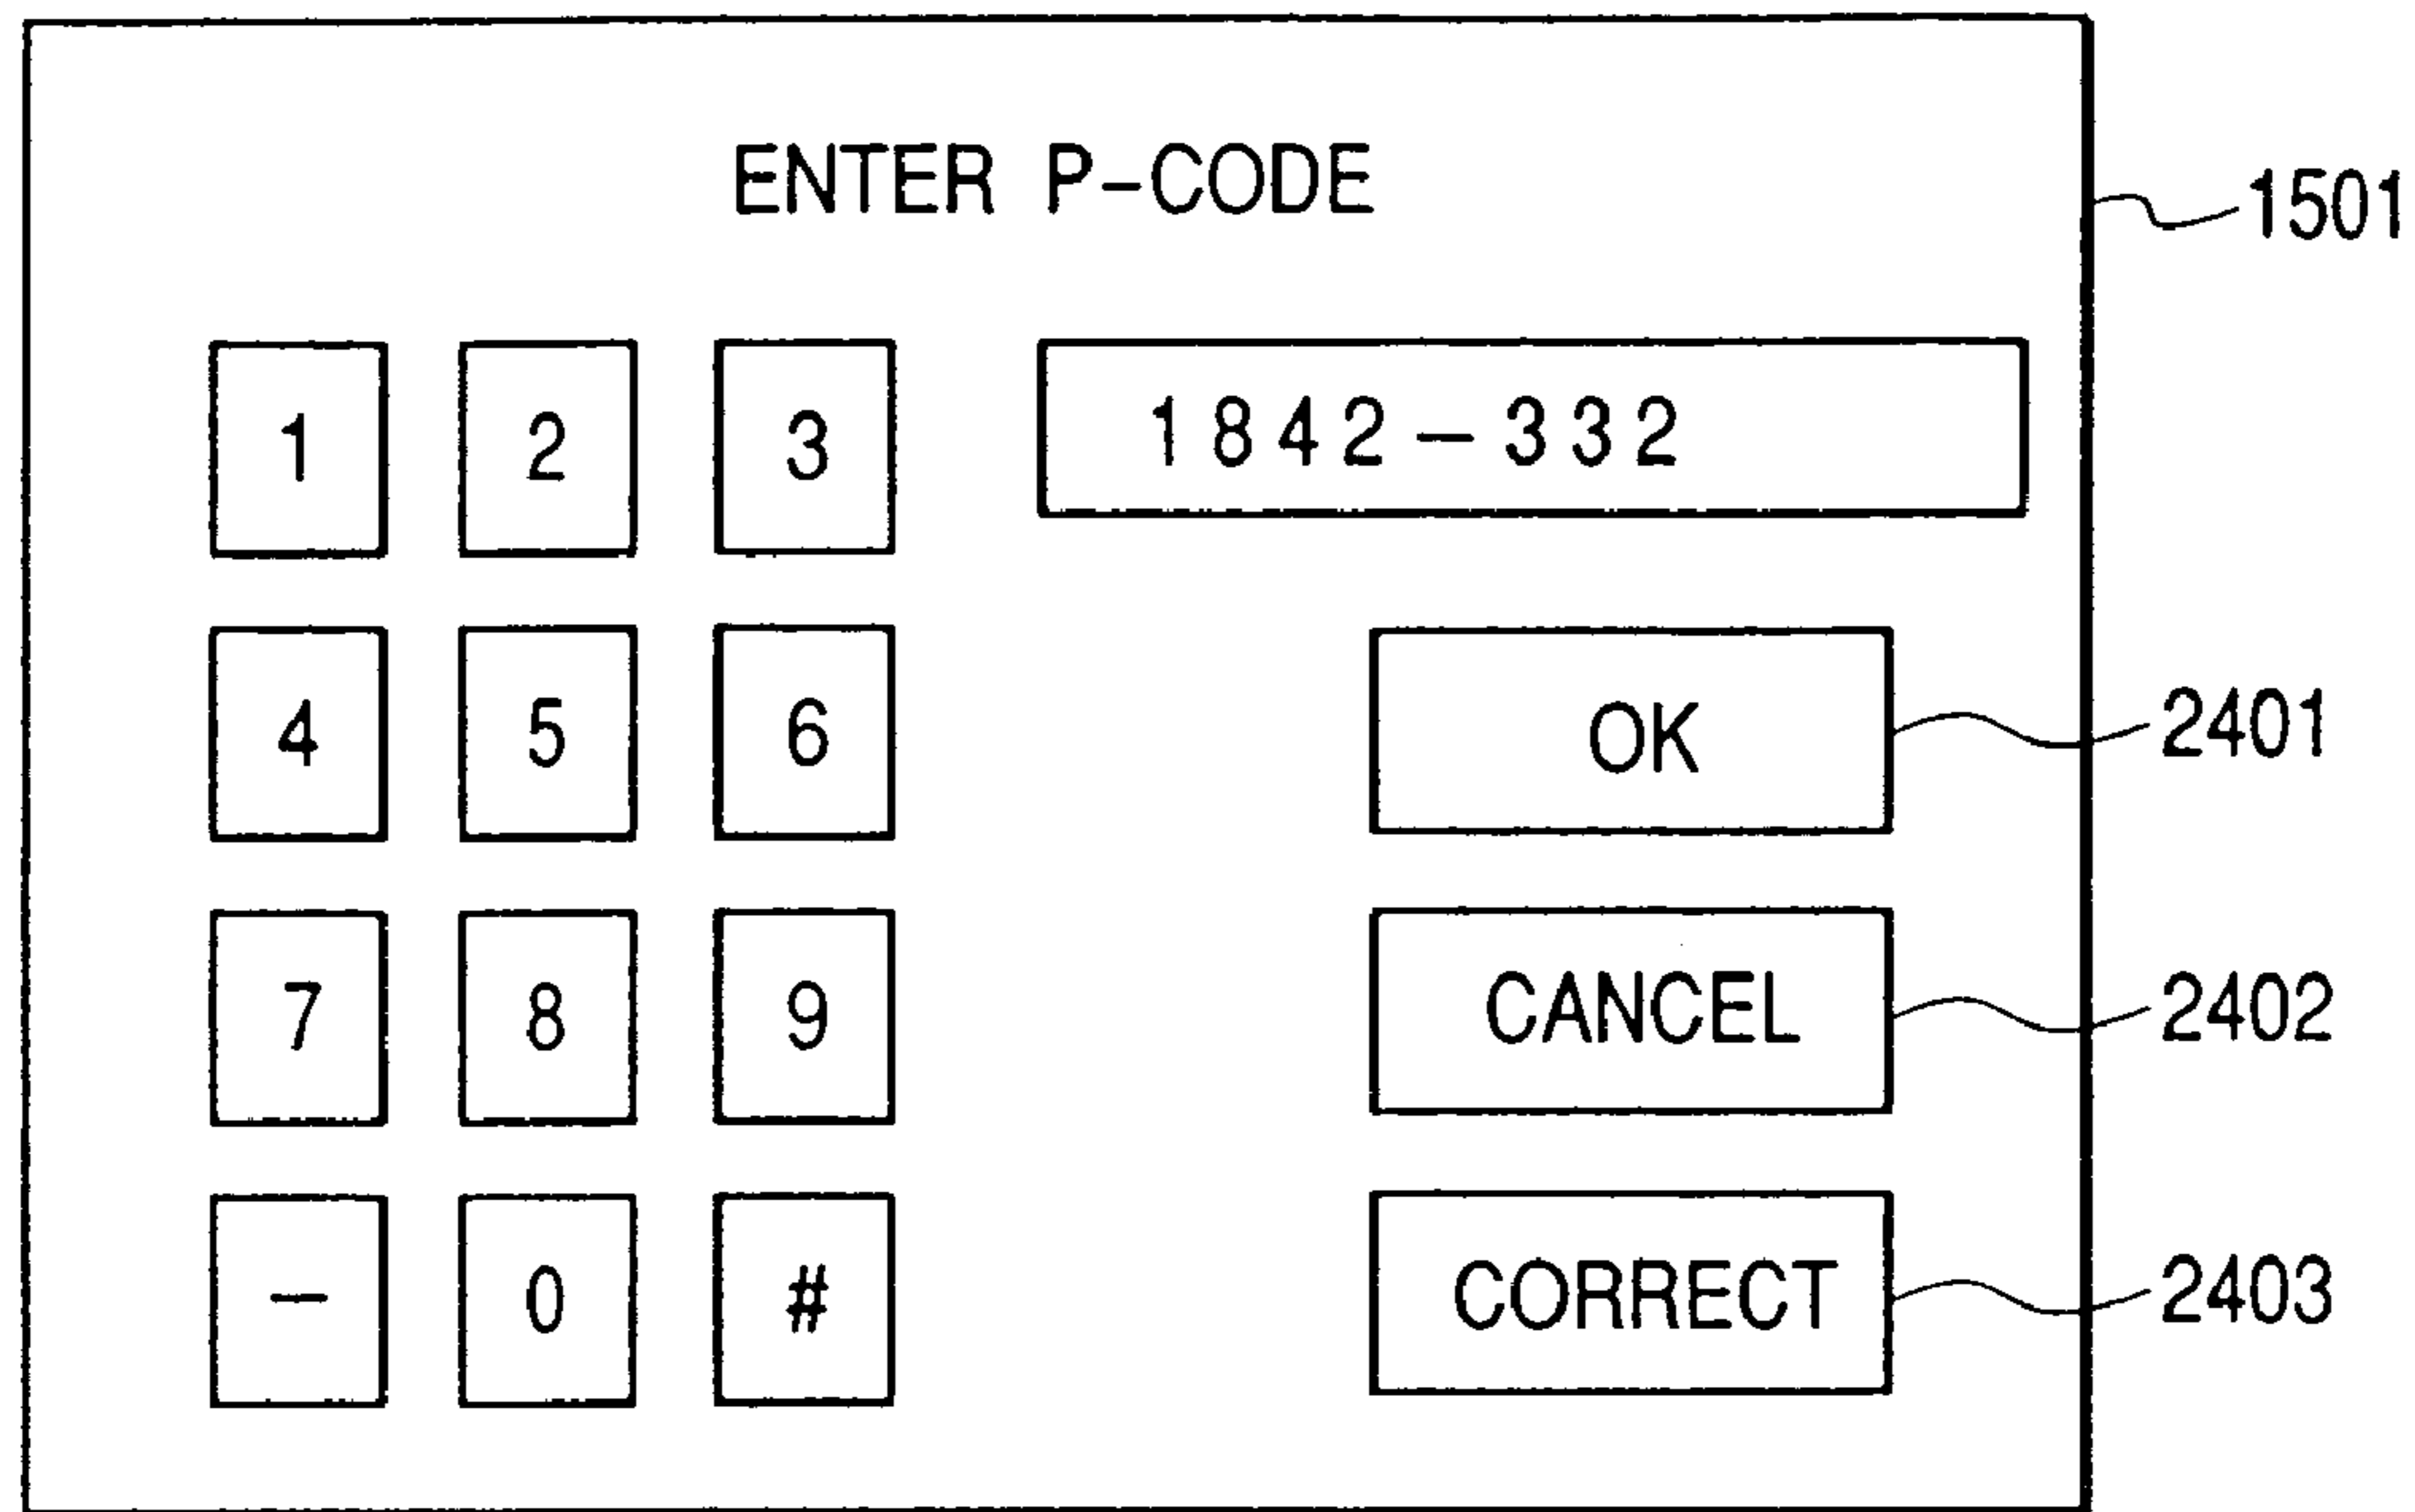 ENTER P-CODE
1501
1 2 3 1842-332
4 5 6 OK 2401
7 8 9 CANCEL 2402
- 0 # CORRECT 2403